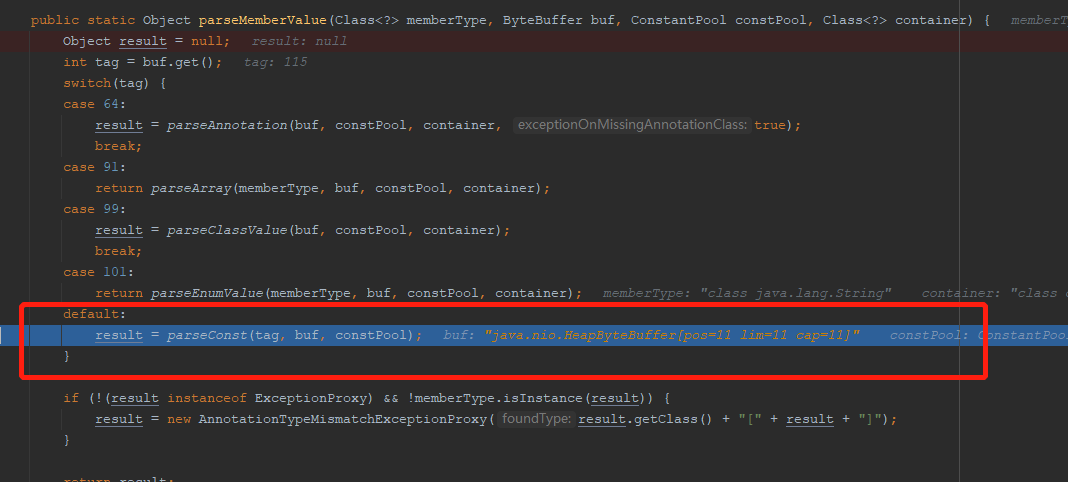 public static Object parseMemberValue(Class<?> memberType, ByteBuffer buf, ConstantPool constPool, Class<?> container) {
Object result = null; result: null
int tag = buf.get(); tag: 115
switch(tag) {
case 64:
result = parseAnnotation(buf, constPool, container, exceptionOnMissingAnnotationClass: true);
break;
case 91:
return parseArray(memberType, buf, constPool, container);
case 99:
result = parseClassValue(buf, constPool, container);
break;
case 101:
return parseEnumValue(memberType, buf, constPool, container); memberType: "class java.lang.String" container: "class
default:
result = parseConst(tag, buf, constPool); buf: "java.nio.HeapByteBuffer[pos=11 lim=11 cap=11]" constPool: ConstantPoo
}
if (!(result instanceof ExceptionProxy) && !memberType.isInstance(result)) {
result = new AnnotationTypeMismatchExceptionProxy( foundType: result.getClass() + "[" + result + "]");
}
return result;